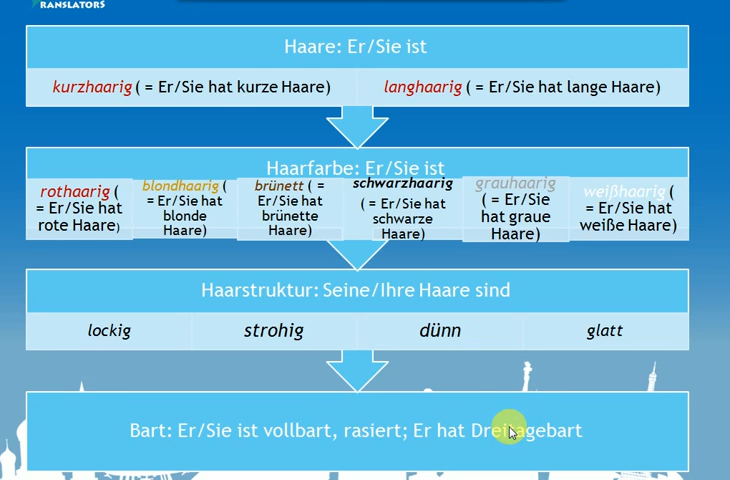 RANSLATORS
Haare: Er/Sie ist
kurzhaarig ( = Er/Sie hat kurze Haare)
langhaarig ( = Er/Sie hat lange Haare)
Haarfarbe: Er/Sie ist
rothaarig (
= Er/Sie hat
rote Haare)
blondhaarig (
= Er/Sie hat
blonde
Haare)
brünett ( =
Er/Sie hat
brünette
Haare)
schwarzhaarig
( = Er/Sie hat
schwarze
Haare)
grauhaarig
( = Er/Sie
hat graue
Haare)
weißhaarig (
= Er/Sie hat
weiße Haare)
Haarstruktur: Seine/Ihre Haare sind
lockig
strohig
dünn
glatt
Bart: Er/Sie ist vollbart, rasiert; Er hat Dreitagebart